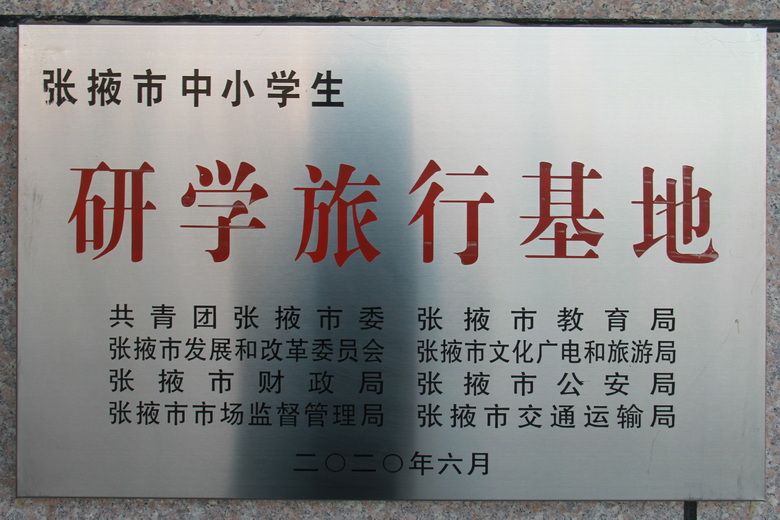 张掖市中小学生
研学旅行基地
共青团张掖市委 张掖市教育局
张掖市发展和改革委员会 张掖市文化广电和旅游局
张掖市财政局 张掖市公安局
张掖市市场监督管理局 张掖市交通运输局
二〇二〇年六月